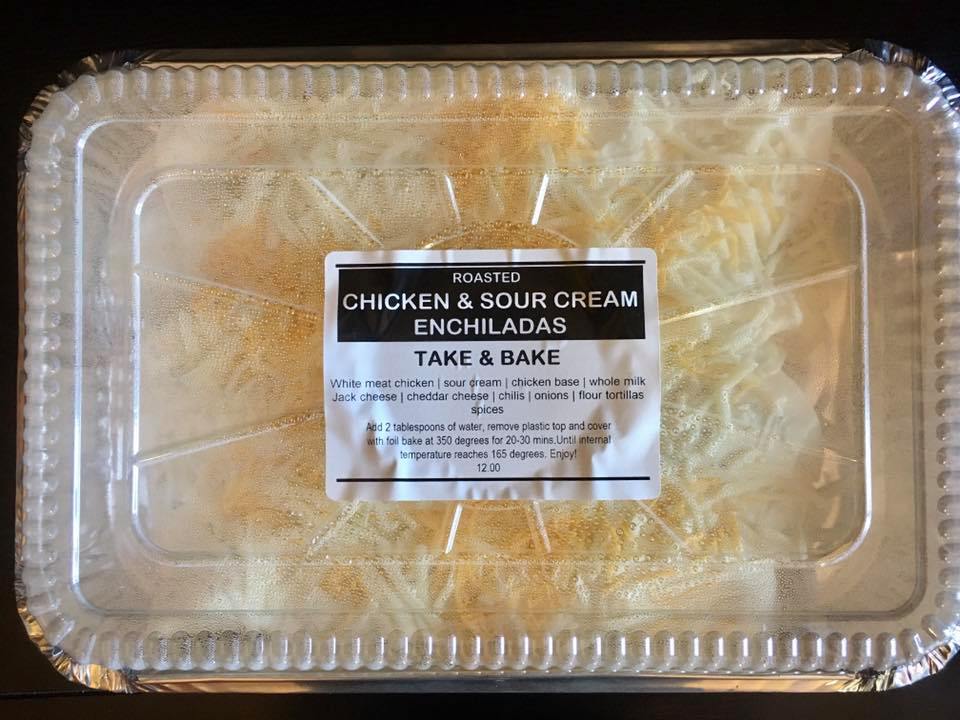 ROASTED
CHICKEN & SOUR CREAM
ENCHILADAS
TAKE & BAKE
White meat chicken | sour cream | chicken base | whole milk
Jack cheese | cheddar cheese | chilis | onions | flour tortillas
spices
Add 2 tablespoons of water, remove plastic top and cover
with foil bake at 350 degrees for 20-30 mins.Until internal
temperature reaches 165 degrees. Enjoy!
12.00